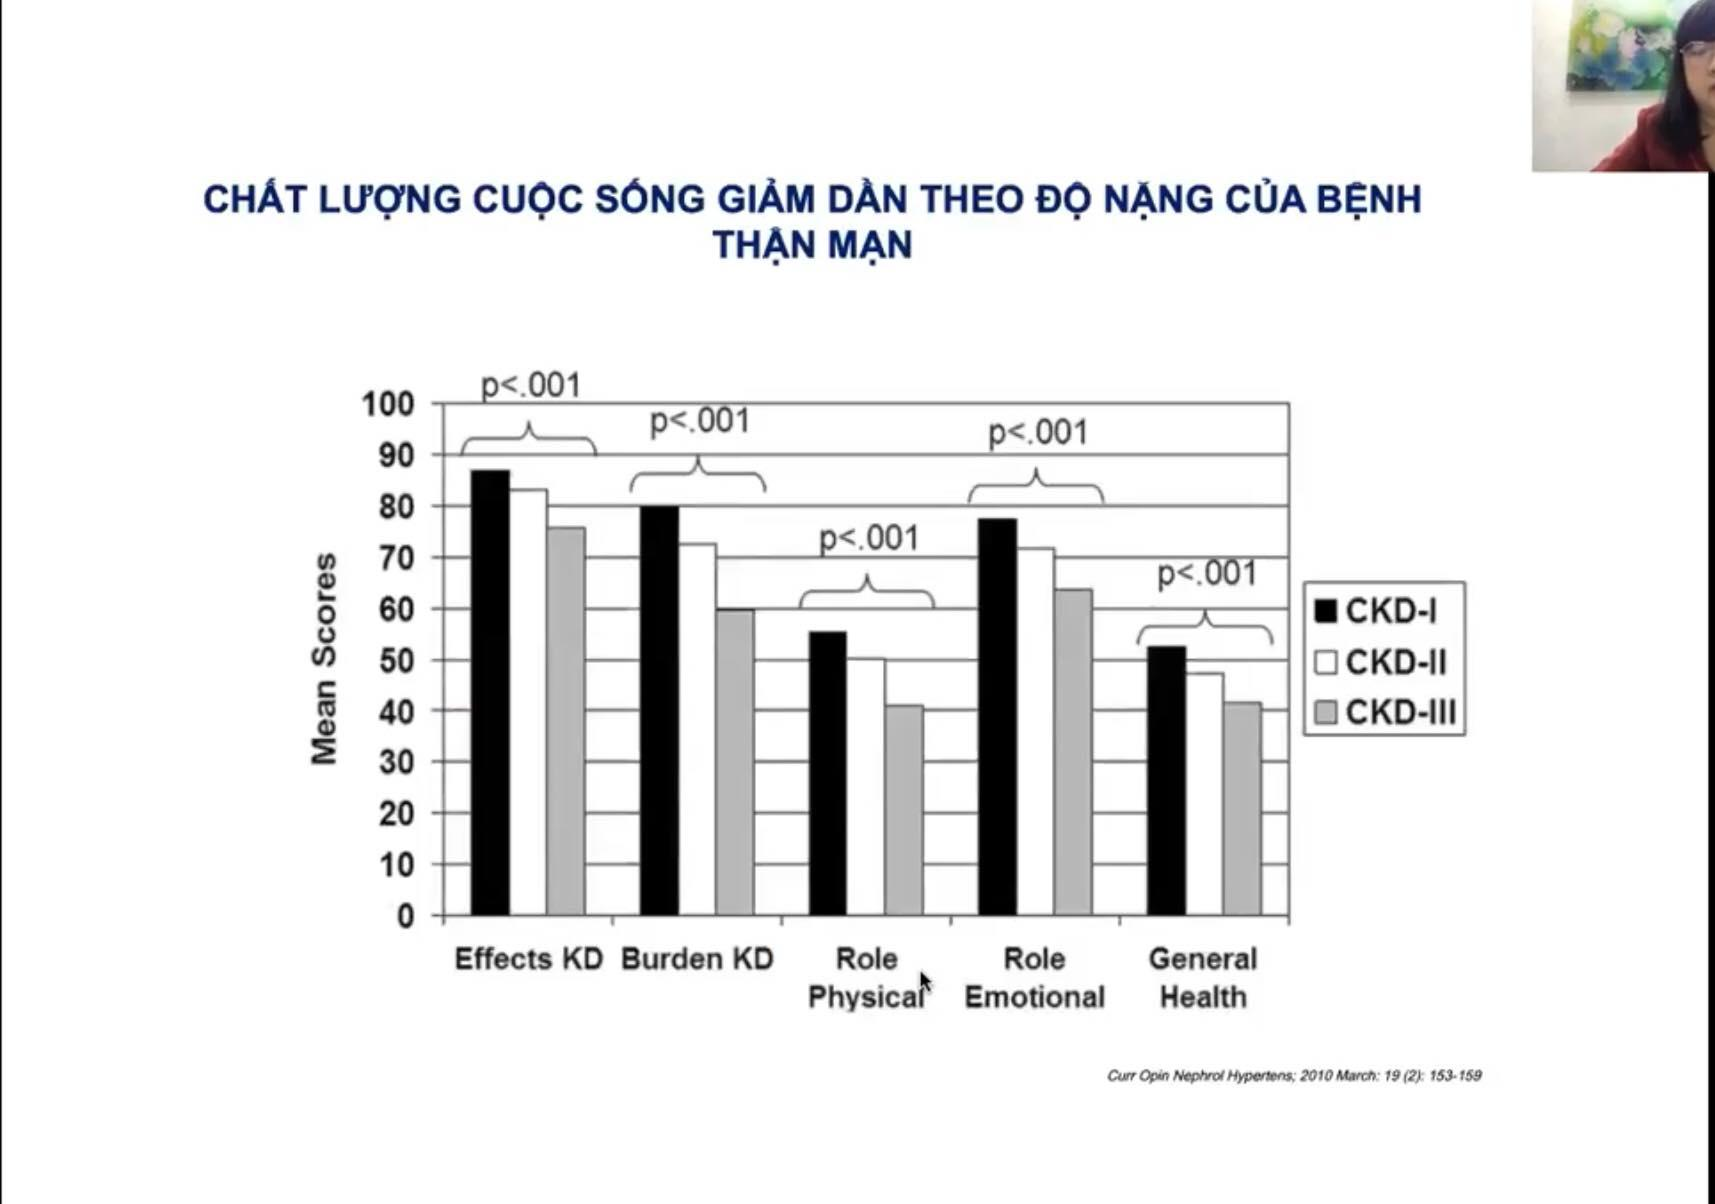 CHẤT LƯỢNG CUỘC SỐNG GIẢM DẦN THEO ĐỘ NẶNG CỦA BỆNH
THẬN MẠN
p<.001
p<.001
p<.001
p<.001
p<.001
100
90
80
70
60
50
40
30
20
10
0
Mean Scores
CKD-I
CKD-II
CKD-III
Effects KD
Burden KD
Role
Physical
Role
Emotional
General
Health
Curr Opin Nephrol Hypertens; 2010 March: 19 (2): 153-159